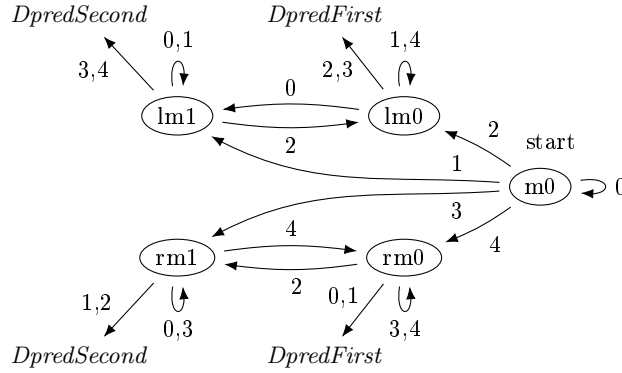 DpredSecond DpredFirst
0,1 1,4
3,4 2,3
0
lm1 lm0
2 2
start
1
m0 0
3
4 4
rm1 rm0
2
1,2 0,1
0,3 3,4
DpredSecond DpredFirst